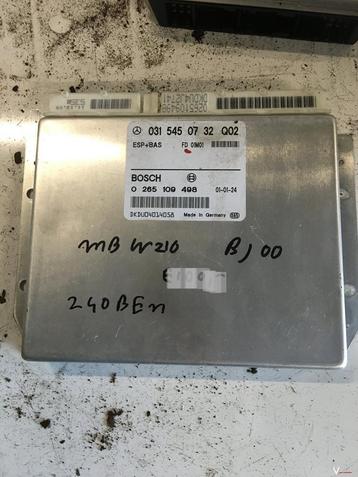 031 545 07 32 Q02
ESP+BAS FD 01M01
BOSCH
0 265 109 498 01-01-24
DKDU04014058 Made in Germany
MB W210 BJ 00
240 BEN